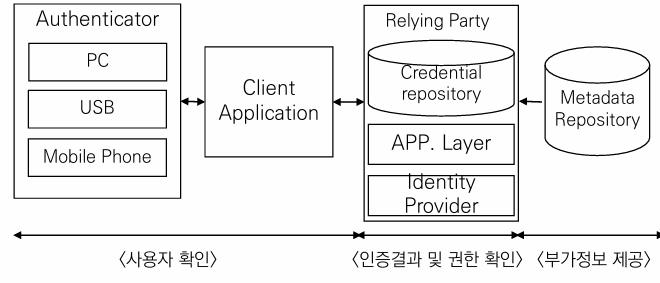 Authenticator
PC
USB
Mobile Phone
Client
Application
Relying Party
Credential
repository
APP. Layer
Identity
Provider
Metadata
Repository
〈사용자 확인〉
〈인증결과 및 권한 확인〉
〈부가정보 제공〉